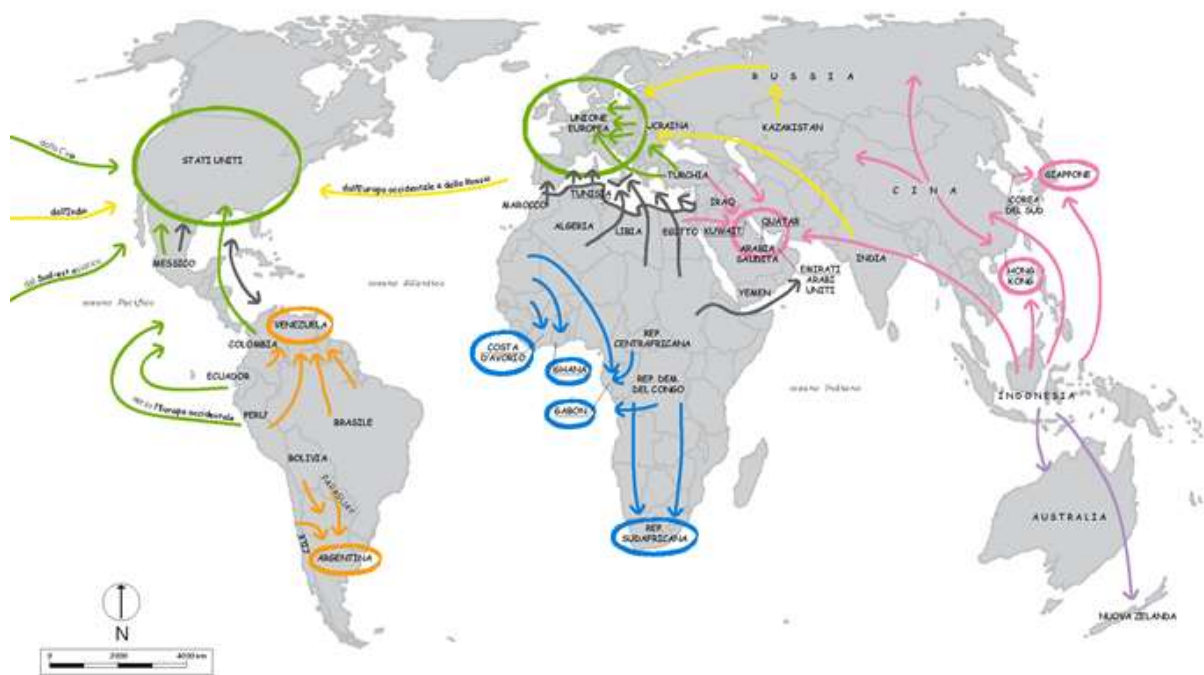 RUSSIA
UNIONE
EUROPEA
UCRAINA
KAZAKISTAN
dalla Cina
STATI UNITI
dall'Europa occidentale e dalla Russia
TURCHIA
TUNISIA
MAROCCO
CINA
GIAPPONE
COREA
DEL SUD
IRAQ
dall'India
ALGERIA
LIBIA
EGITTO
KUWAIT
QUATAR
ARABIA
SAUDITA
INDIA
MESSICO
dal Sud-est asiatico
HONG
KONG
EMIRATI
ARABI
UNITI
YEMEN
oceano Atlantico
oceano Pacifico
VENEZUELA
COLOMBIA
COSTA
D'AVORIO
REP.
CENTRAFRICANA
GHANA
ECUADOR
REP. DEM.
DEL CONGO
oceano Indiano
INDONESIA
verso l'Europa occidentale
PERU'
GABON
BRASILE
BOLIVIA
PARAGUAY
CILE
ARGENTINA
REP.
SUDAFRICANA
AUSTRALIA
NUOVA ZELANDA
N
0 2000 4000 km